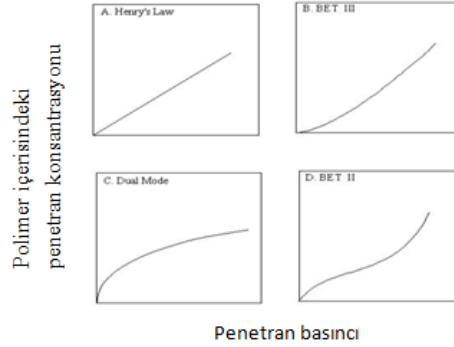 A. Henry's Law
B. BET III
Polimer içerisindeki
penetran konsantrasyonu
C. Dual Mode
D. BET II
Penetran basıncı